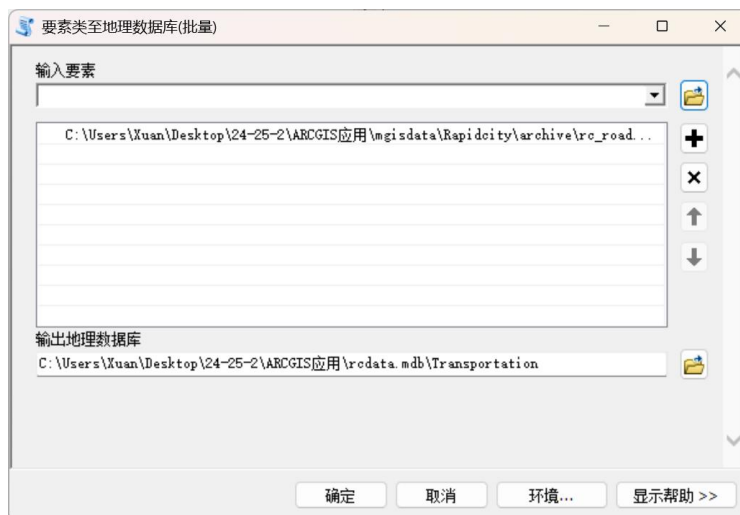 要素类至地理数据库(批量)
输入要素
C:\Users\Xuan\Desktop\24-25-2\ARCGIS应用\mgisdata\Rapidcity\archive\rc_road...
输出地理数据库
C:\Users\Xuan\Desktop\24-25-2\ARCGIS应用\rcdata.mdb\Transportation
确定 取消 环境... 显示帮助 >>